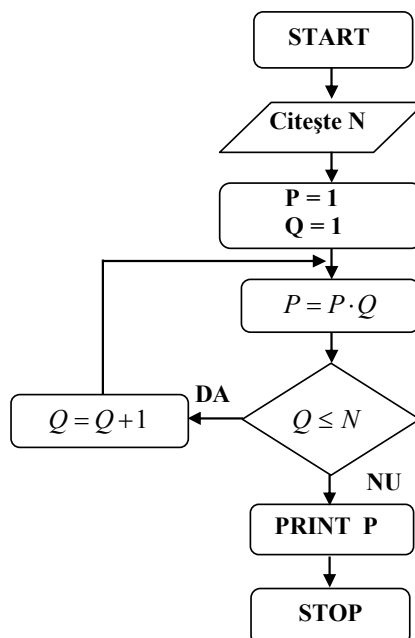 START
Citeşte N
P = 1
Q = 1
P = P · Q
DA
Q = Q + 1
Q ≤ N
NU
PRINT P
STOP